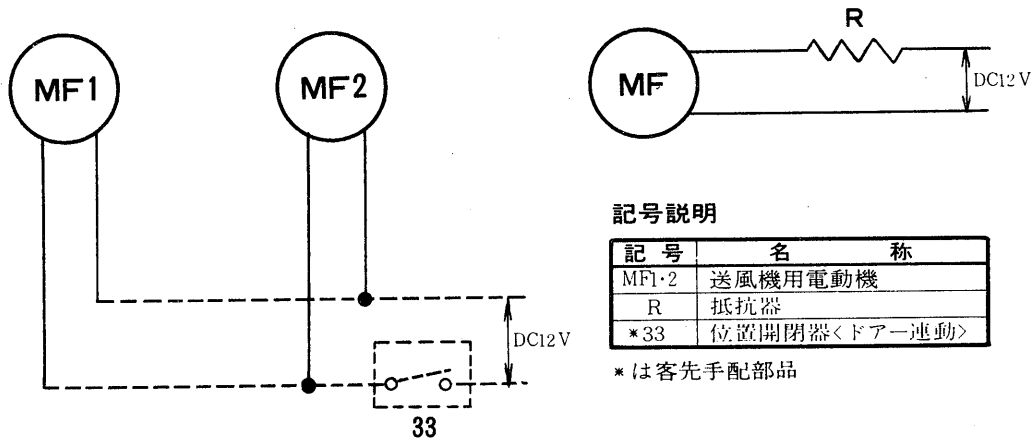 MF1
MF2
DC12V
33
R
MF
DC12V
記号説明
記号 名称
MF1・2 送風機用電動機
R 抵抗器
*33 位置開閉器<ドアー連動>
*は客先手配部品